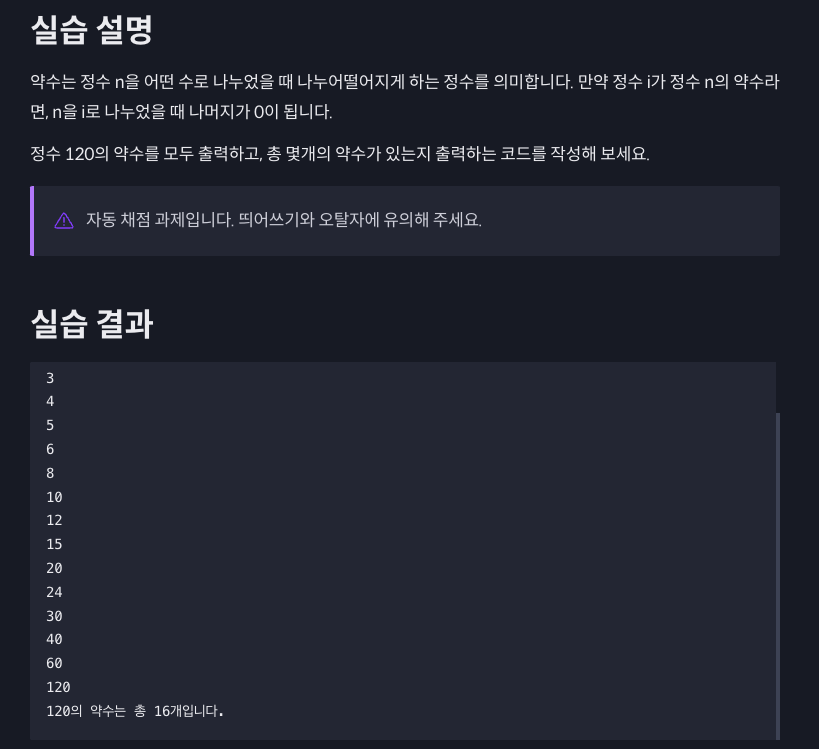 실습 설명
약수는 정수 n을 어떤 수로 나누었을 때 나누어떨어지게 하는 정수를 의미합니다. 만약 정수 i가 정수 n의 약수라
면, n을 i로 나누었을 때 나머지가 0이 됩니다.
정수 120의 약수를 모두 출력하고, 총 몇개의 약수가 있는지 출력하는 코드를 작성해 보세요.
자동 채점 과제입니다. 띄어쓰기와 오탈자에 유의해 주세요.
실습 결과
3
4
5
6
8
10
12
15
20
24
30
40
60
120
120의 약수는 총 16개입니다.